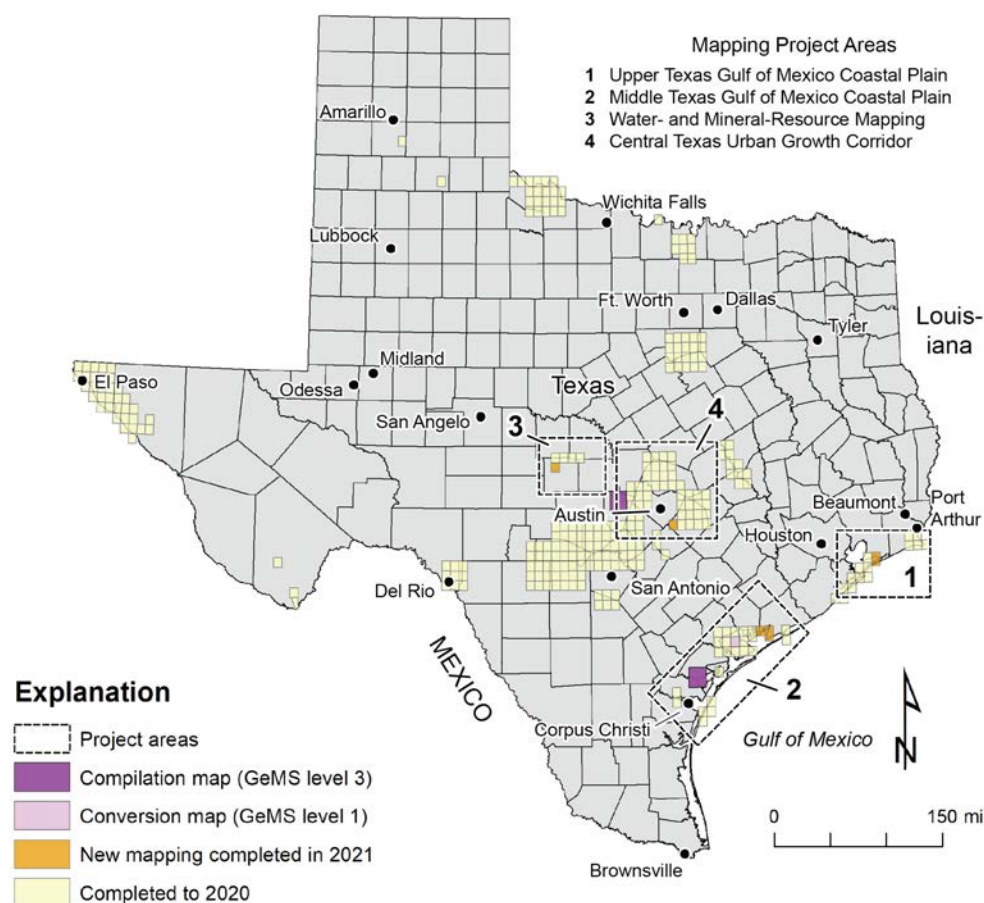 Mapping Project Areas
1 Upper Texas Gulf of Mexico Coastal Plain
2 Middle Texas Gulf of Mexico Coastal Plain
3 Water- and Mineral-Resource Mapping
4 Central Texas Urban Growth Corridor
Amarillo
Wichita Falls
Lubbock
Ft. Worth
Dallas
Tyler
Louis-
iana
Midland
El Paso
Odessa
Texas
San Angelo
3
4
Beaumont
Port
Arthur
Austin
Houston
1
Del Rio
San Antonio
MEXICO
2
Corpus Christi
Gulf of Mexico
N
Brownsville
0 150 mi
Explanation
Project areas
Compilation map (GeMS level 3)
Conversion map (GeMS level 1)
New mapping completed in 2021
Completed to 2020